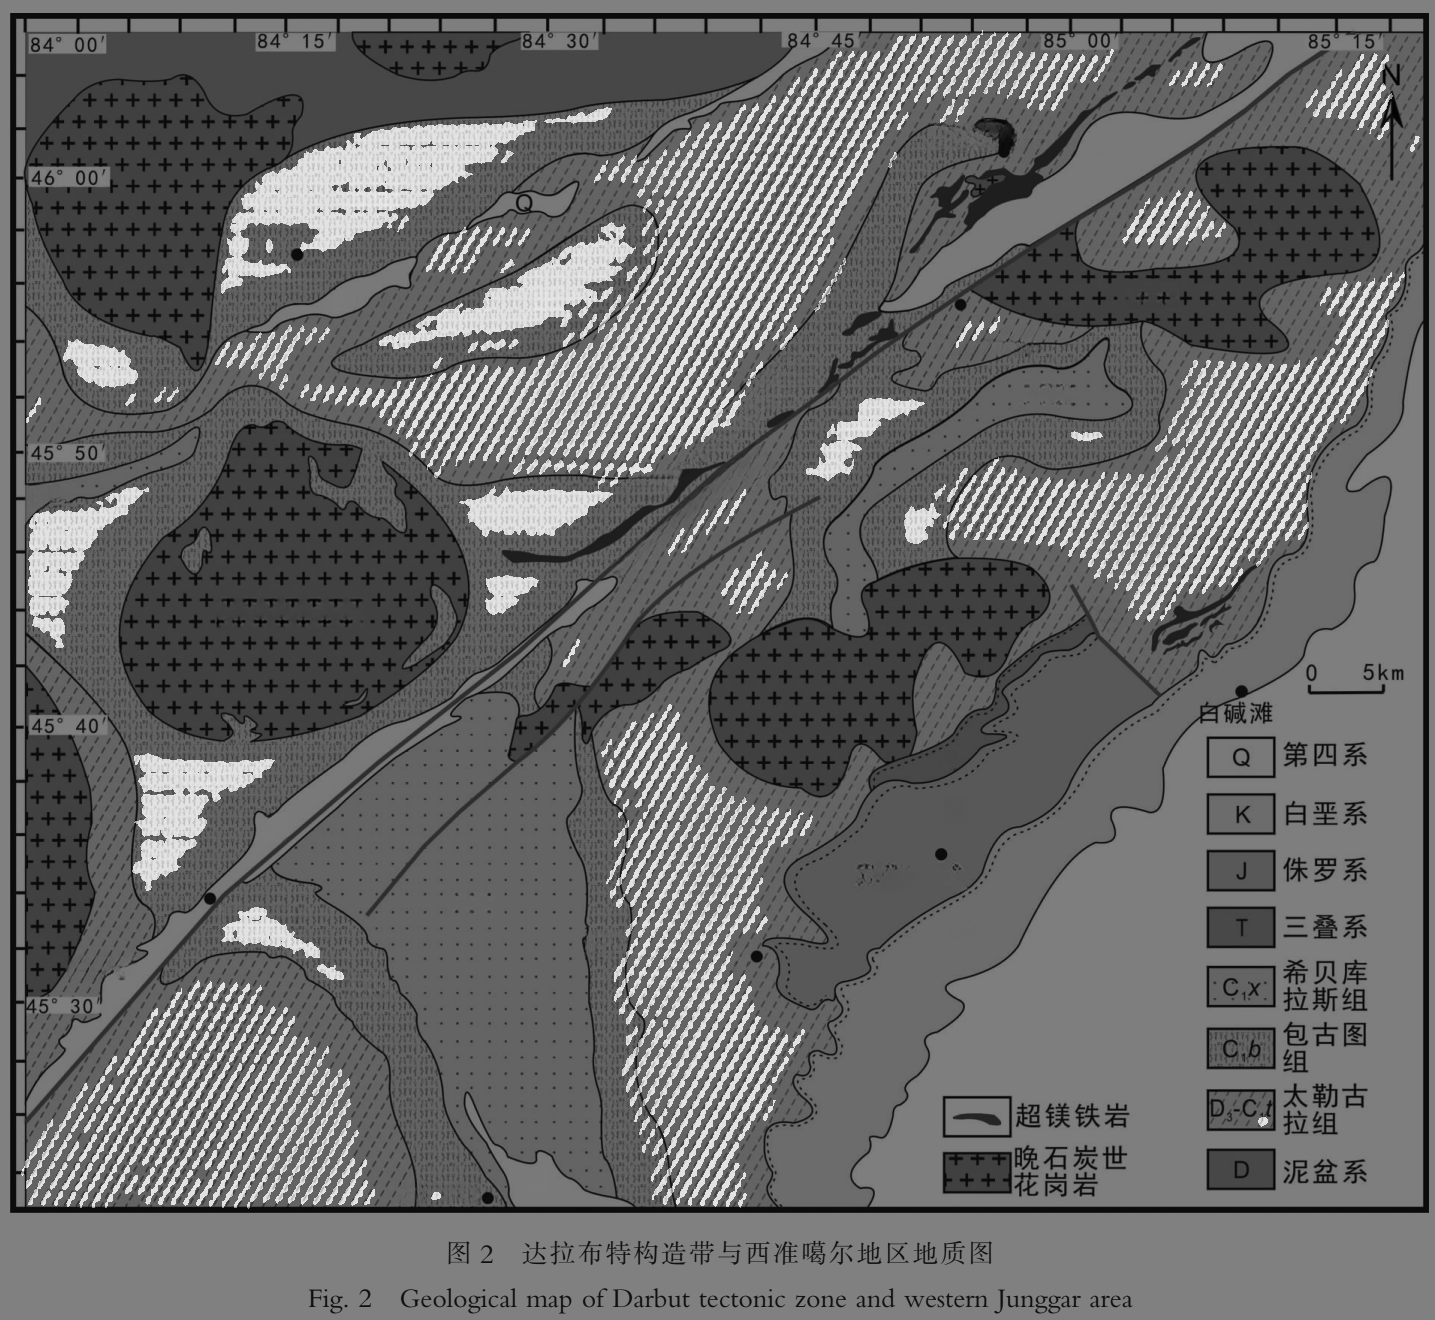 84° 00′
84° 15′
84° 30′
84° 45
85° 00
85° 15′
N
46° 00′
Q
45° 50′
45° 40′
45° 30′
0 5km
白碱滩
Q 第四系
K 白垩系
J 侏罗系
T 三叠系
C₁x 希贝库
拉斯组
C₁b 包古图
组
D₃-C₁t 太勒古
拉组
D 泥盆系
超镁铁岩
晚石炭世
花岗岩
图 2 达拉布特构造带与西准噶尔地区地质图
Fig. 2 Geological map of Darbut tectonic zone and western Junggar area